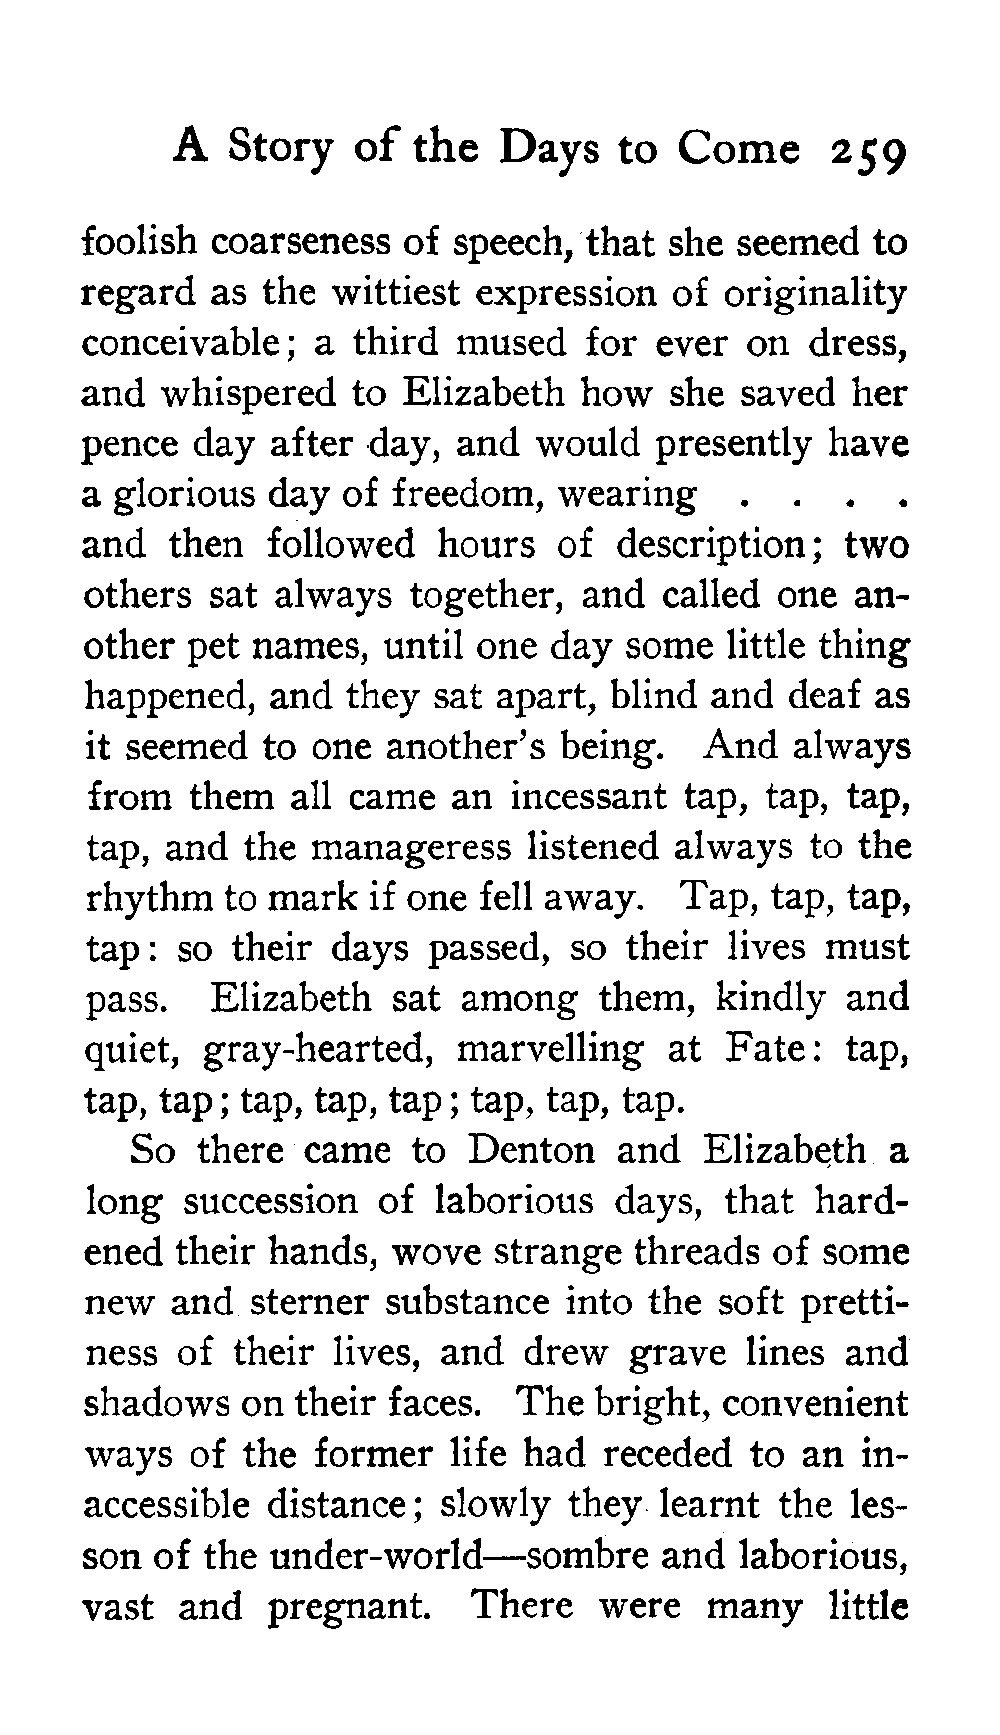 A Story of the Days to Come 259
foolish coarseness of speech, that she seemed to
regard as the wittiest expression of originality
conceivable; a third mused for ever on dress,
and whispered to Elizabeth how she saved her
pence day after day, and would presently have
a glorious day of freedom, wearing . . . .
and then followed hours of description; two
others sat always together, and called one an-
other pet names, until one day some little thing
happened, and they sat apart, blind and deaf as
it seemed to one another's being. And always
from them all came an incessant tap, tap, tap,
tap, and the manageress listened always to the
rhythm to mark if one fell away. Tap, tap, tap,
tap: so their days passed, so their lives must
pass. Elizabeth sat among them, kindly and
quiet, gray-hearted, marvelling at Fate: tap,
tap, tap; tap, tap, tap; tap, tap, tap.
So there came to Denton and Elizabeth a
long succession of laborious days, that hard-
ened their hands, wove strange threads of some
new and sterner substance into the soft pretti-
ness of their lives, and drew grave lines and
shadows on their faces. The bright, convenient
ways of the former life had receded to an in-
accessible distance; slowly they learnt the les-
son of the under-world—sombre and laborious,
vast and pregnant. There were many little